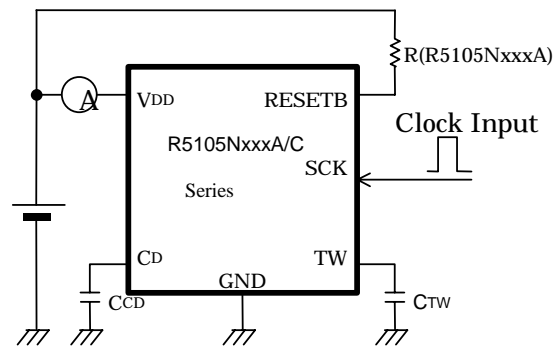 R(R5105NxxxA)
A
VDD
RESETB
Clock Input
R5105NxxxA/C
SCK
Series
CD
TW
GND
CCD
CTW